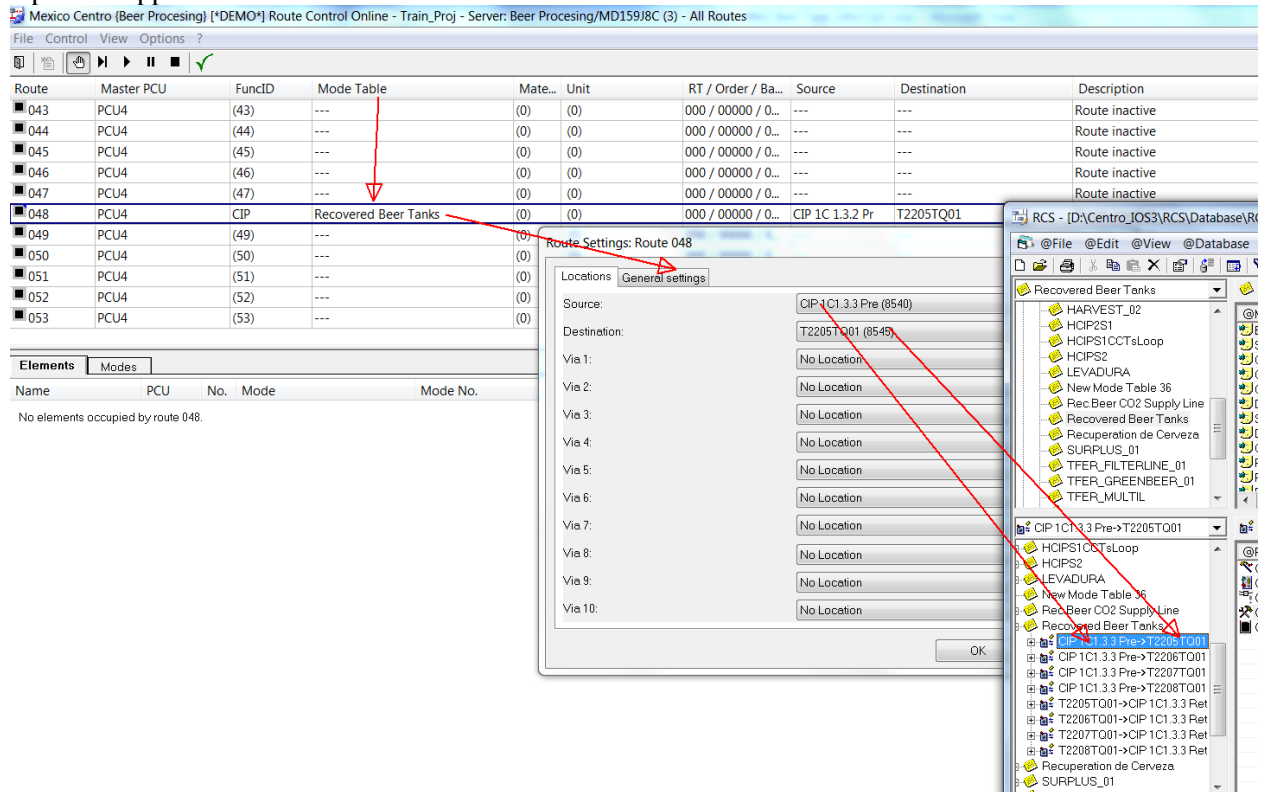 Mexico Centro {Beer Procesing} [*DEMO*] Route Control Online - Train_Proj - Server: Beer Procesing/MD159J8C (3) - All Routes
File Control View Options ?
Route Master PCU FuncID Mode Table Mate... Unit RT / Order / Ba... Source Destination Description
043 PCU4 (43) --- (0) (0) 000 / 00000 / 0... --- --- Route inactive
044 PCU4 (44) --- (0) (0) 000 / 00000 / 0... --- --- Route inactive
045 PCU4 (45) --- (0) (0) 000 / 00000 / 0... --- --- Route inactive
046 PCU4 (46) --- (0) (0) 000 / 00000 / 0... --- --- Route inactive
047 PCU4 (47) --- (0) (0) 000 / 00000 / 0... --- --- Route inactive
048 PCU4 CIP Recovered Beer Tanks (0) (0) 000 / 00000 / 0... CIP 1C 1.3.2 Pr T2205TQ01
049 PCU4 (49) --- (0)
050 PCU4 (50) --- (0)
051 PCU4 (51) --- (0)
052 PCU4 (52) --- (0)
053 PCU4 (53) --- (0)
Elements Modes
Name PCU No. Mode Mode No.
No elements occupied by route 048.
Route Settings: Route 048
Locations General settings
Source: CIP 1C1.3.3 Pre (8540)
Destination: T2205TQ01 (8545)
Via 1: No Location
Via 2: No Location
Via 3: No Location
Via 4: No Location
Via 5: No Location
Via 6: No Location
Via 7: No Location
Via 8: No Location
Via 9: No Location
Via 10: No Location
OK
RCS - [D:\Centro_IOS3\RCS\Database\RC
@File @Edit @View @Database
Recovered Beer Tanks
HARVEST_02
HCIP2S1
HCIPS1CCTsLoop
HCIPS2
LEVADURA
New Mode Table 36
Rec.Beer CO2 Supply Line
Recovered Beer Tanks
Recuperation de Cerveza
SURPLUS_01
TFER_FILTERLINE_01
TFER_GREENBEER_01
TFER_MULTIL
CIP 1C1.3.3 Pre->T2205TQ01
HCIPS1CCTsLoop
HCIPS2
LEVADURA
New Mode Table 36
Rec.Beer CO2 Supply Line
Recovered Beer Tanks
CIP 1C1.3.3 Pre->T2205TQ01
CIP 1C1.3.3 Pre->T2206TQ01
CIP 1C1.3.3 Pre->T2207TQ01
CIP 1C1.3.3 Pre->T2208TQ01
T2205TQ01->CIP 1C1.3.3 Ret
T2206TQ01->CIP 1C1.3.3 Ret
T2207TQ01->CIP 1C1.3.3 Ret
T2208TQ01->CIP 1C1.3.3 Ret
Recuperation de Cerveza
SURPLUS_01